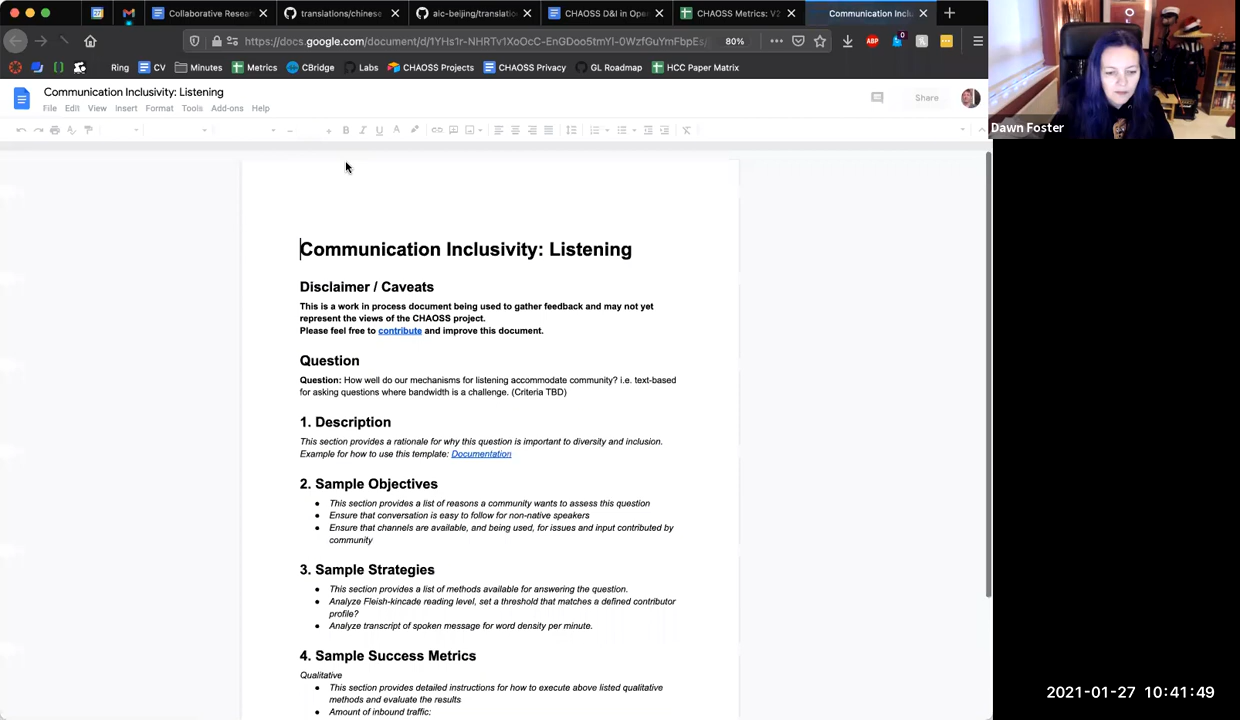 Collaborative Resear
translations/chinese
aic-beijing/translatio
CHAOSS D&I in Open
CHAOSS Metrics: V2
Communication Inclu
https://docs.google.com/document/d/1YHs1r-NHRTv1XoOcC-EnGDoo5tmYl-0WzfGuYmFbpEs/
80%
ABP
0
Ring
CV
Minutes
Metrics
CBridge
Labs
CHAOSS Projects
CHAOSS Privacy
GL Roadmap
HCC Paper Matrix
Communication Inclusivity: Listening
File Edit View Insert Format Tools Add-ons Help
Share
Dawn Foster
Communication Inclusivity: Listening
Disclaimer / Caveats
This is a work in process document being used to gather feedback and may not yet
represent the views of the CHAOSS project.
Please feel free to contribute and improve this document.
Question
Question: How well do our mechanisms for listening accommodate community? i.e. text-based
for asking questions where bandwidth is a challenge. (Criteria TBD)
1. Description
This section provides a rationale for why this question is important to diversity and inclusion.
Example for how to use this template: Documentation
2. Sample Objectives
● This section provides a list of reasons a community wants to assess this question
● Ensure that conversation is easy to follow for non-native speakers
● Ensure that channels are available, and being used, for issues and input contributed by
community
3. Sample Strategies
● This section provides a list of methods available for answering the question.
● Analyze Fleish-kincade reading level, set a threshold that matches a defined contributor
profile?
● Analyze transcript of spoken message for word density per minute.
4. Sample Success Metrics
Qualitative
● This section provides detailed instructions for how to execute above listed qualitative
methods and evaluate the results
● Amount of inbound traffic:
2021-01-27 10:41:49